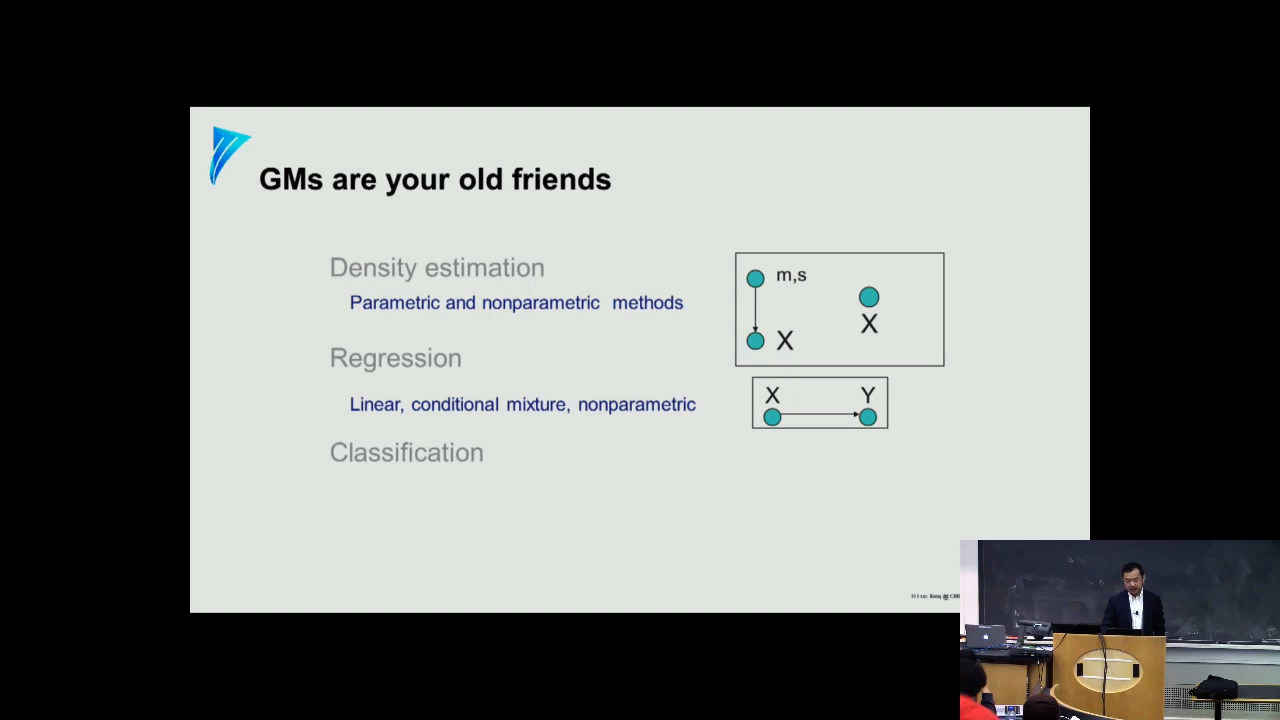 GMs are your old friends
Density estimation
Parametric and nonparametric methods
m,s
X
X
Regression
Linear, conditional mixture, nonparametric
X Y
Classification